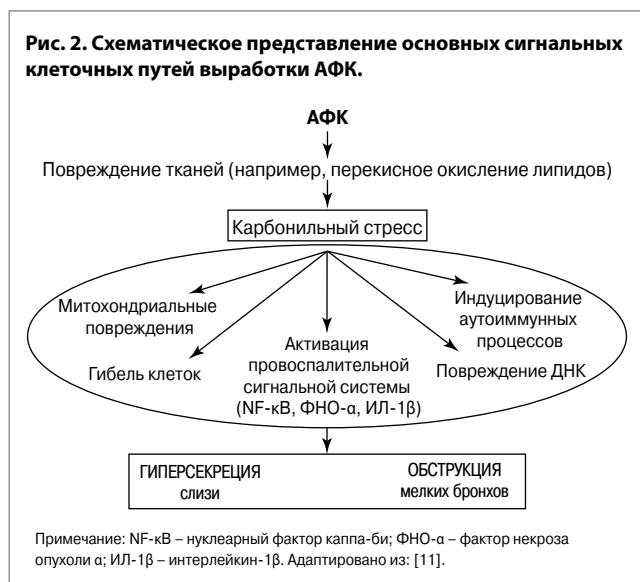 Рис. 2. Схематическое представление основных сигнальных
клеточных путей выработки АФК.
АФК
Повреждение тканей (например, перекисное окисление липидов)
Карбонильный стресс
Митохондриальные
повреждения
Индуцирование
аутоиммунных
процессов
Гибель клеток
Активация
провоспалительной
сигнальной системы
(NF-κB, ФНО-α, ИЛ-1β)
Повреждение ДНК
ГИПЕРСЕКРЕЦИЯ
слизи
ОБСТРУКЦИЯ
мелких бронхов
Примечание: NF-κB – нуклеарный фактор каппа-би; ФНО-α – фактор некроза
опухоли α; ИЛ-1β – интерлейкин-1β. Адаптировано из: [11].